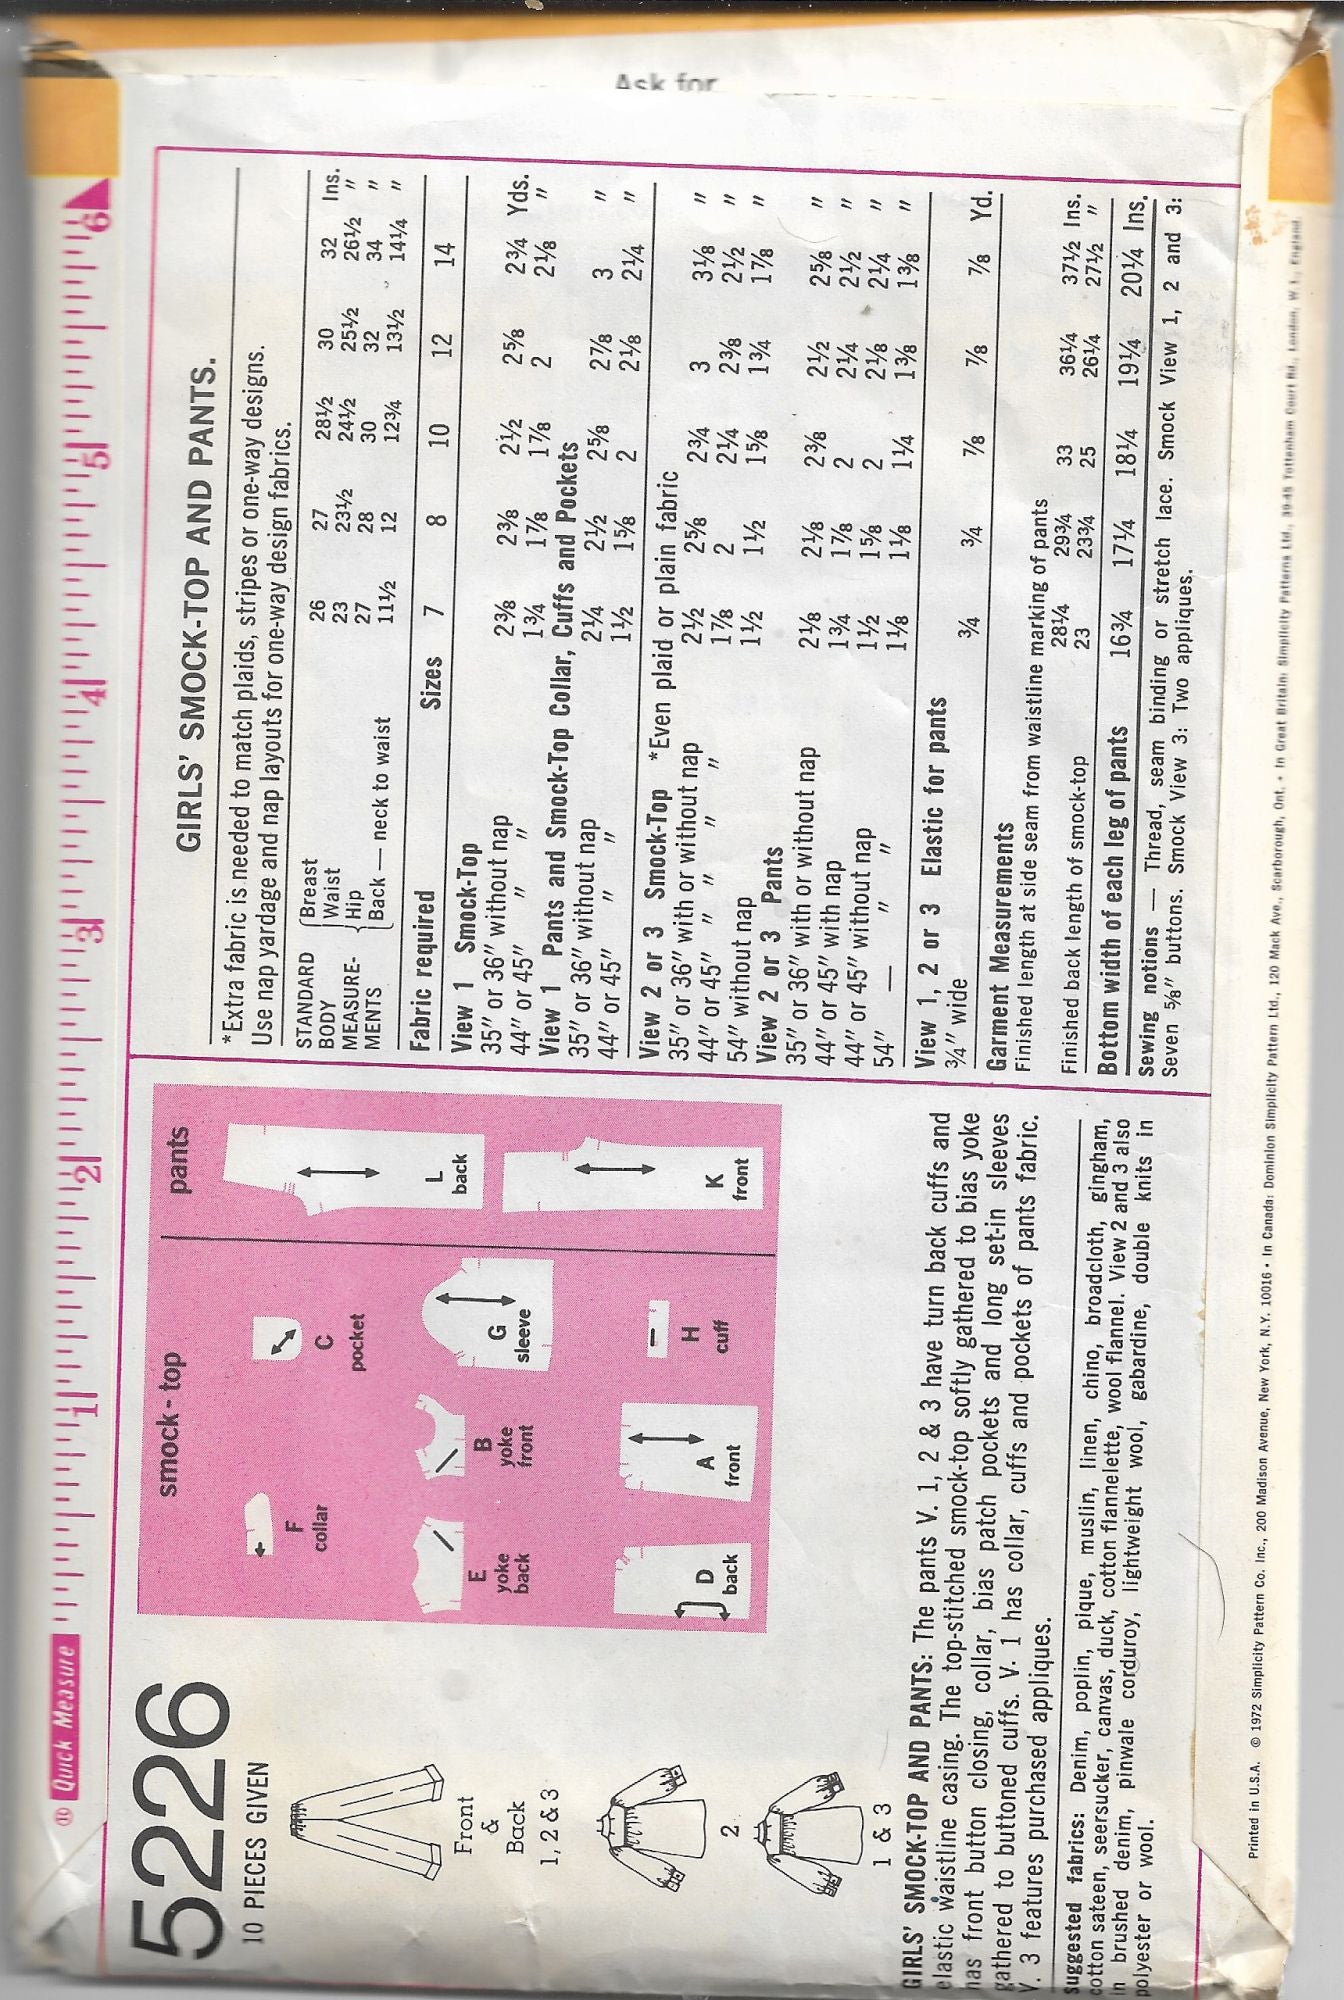 Ask for
® Quick Measure
1 2 3 4 5 6
5226
10 PIECES GIVEN
Front
&
Back
1, 2 & 3
2
1 & 3
smock-top
pants
F
collar
C
pocket
E
yoke
back
B
yoke
front
G
sleeve
L
back
D
back
A
front
H
cuff
K
front
GIRLS' SMOCK-TOP AND PANTS: The pants V. 1, 2 & 3 have turn back cuffs and
elastic waistline casing. The top-stitched smock-top softly gathered to bias yoke
has front button closing, collar, bias patch pockets and long set-in sleeves
gathered to buttoned cuffs. V. 1 has collar, cuffs and pockets of pants fabric.
V. 3 features purchased appliques.
Suggested fabrics: Denim, poplin, pique, muslin, linen, chino, broadcloth, gingham,
cotton sateen, seersucker, canvas, duck, cotton flannelette, wool flannel. View 2 and 3 also
in brushed denim, pinwale corduroy, lightweight wool, gabardine, double knits in
polyester or wool.
GIRLS' SMOCK-TOP AND PANTS.
*Extra fabric is needed to match plaids, stripes or one-way designs.
Use nap yardage and nap layouts for one-way design fabrics.
STANDARD Breast 26 27 28½ 30 32 Ins.
BODY Waist 23 23½ 24½ 25½ 26½ "
MEASURE- Hip 27 28 30 32 34 "
MENTS Back — neck to waist 11½ 12 12¾ 13½ 14¼ "
Fabric required Sizes 7 8 10 12 14
View 1 Smock-Top
35" or 36" without nap 2⅜ 2⅜ 2½ 2⅝ 2¾ Yds.
44" or 45" " " 1¾ 1⅞ 1⅞ 2 2⅛ "
View 1 Pants and Smock-Top Collar, Cuffs and Pockets
35" or 36" without nap 2¼ 2½ 2⅝ 2⅞ 3 "
44" or 45" " " 1½ 1⅝ 2 2⅛ 2¼ "
View 2 or 3 Smock-Top *Even plaid or plain fabric
35" or 36" with or without nap 2½ 2⅝ 2¾ 3 3⅛ "
44" or 45" " " " " 1⅞ 2 2¼ 2⅜ 2½ "
54" without nap 1½ 1½ 1⅝ 1¾ 1⅞ "
View 2 or 3 Pants
35" or 36" with or without nap 2⅛ 2⅛ 2⅜ 2½ 2⅝ "
44" or 45" with nap 1¾ 1⅞ 2 2¼ 2½ "
44" or 45" without nap 1½ 1⅝ 2 2⅛ 2¼ "
54" — " " 1⅛ 1⅛ 1¼ 1⅜ 1⅜ "
View 1, 2 or 3 Elastic for pants
¾" wide ¾ ¾ ⅞ ⅞ ⅞ Yd.
Garment Measurements
Finished length at side seam from waistline marking of pants
28¼ 29¾ 33 36¼ 37½ Ins.
Finished back length of smock-top 23 23¾ 25 26¼ 27½ "
Bottom width of each leg of pants 16¾ 17¼ 18¼ 19¼ 20¼ Ins.
Sewing notions — Thread, seam binding or stretch lace. Smock View 1, 2 and 3:
Seven ⅝" buttons. Smock View 3: Two appliques.
Printed in U.S.A. © 1972 Simplicity Pattern Co. Inc., 200 Madison Avenue, New York, N.Y. 10016 • In Canada: Dominion Simplicity Pattern Ltd., 120 Mack Ave., Scarborough, Ont. • In Great Britain: Simplicity Patterns Ltd., 39-45 Tottenham Court Rd., London, W 1., England.